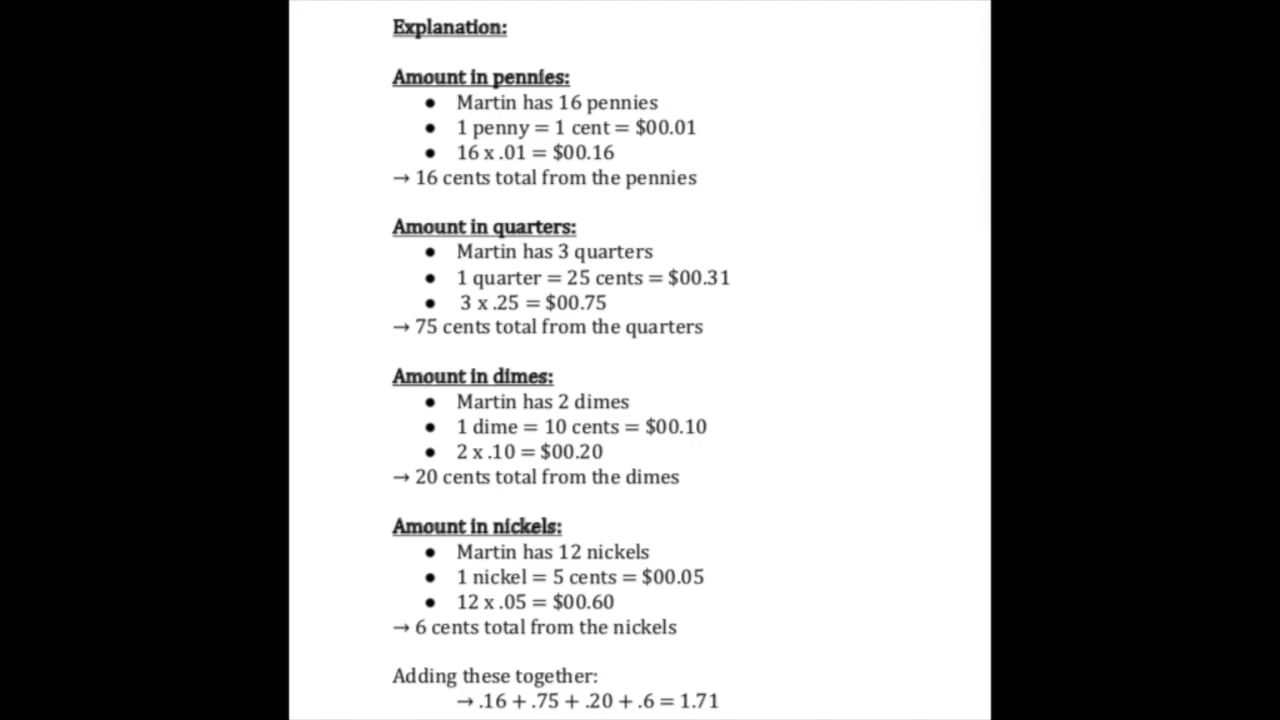 Explanation:
Amount in pennies:
● Martin has 16 pennies
● 1 penny = 1 cent = $00.01
● 16 x .01 = $00.16
→ 16 cents total from the pennies
Amount in quarters:
● Martin has 3 quarters
● 1 quarter = 25 cents = $00.31
● 3 x .25 = $00.75
→ 75 cents total from the quarters
Amount in dimes:
● Martin has 2 dimes
● 1 dime = 10 cents = $00.10
● 2 x .10 = $00.20
→ 20 cents total from the dimes
Amount in nickels:
● Martin has 12 nickels
● 1 nickel = 5 cents = $00.05
● 12 x .05 = $00.60
→ 6 cents total from the nickels
Adding these together:
→ .16 + .75 + .20 + .6 = 1.71